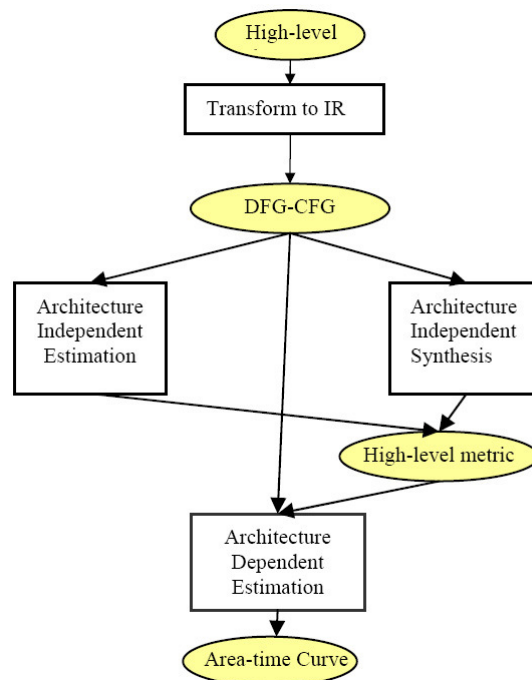 High-level
Transform to IR
DFG-CFG
Architecture
Independent
Estimation
Architecture
Independent
Synthesis
High-level metric
Architecture
Dependent
Estimation
Area-time Curve